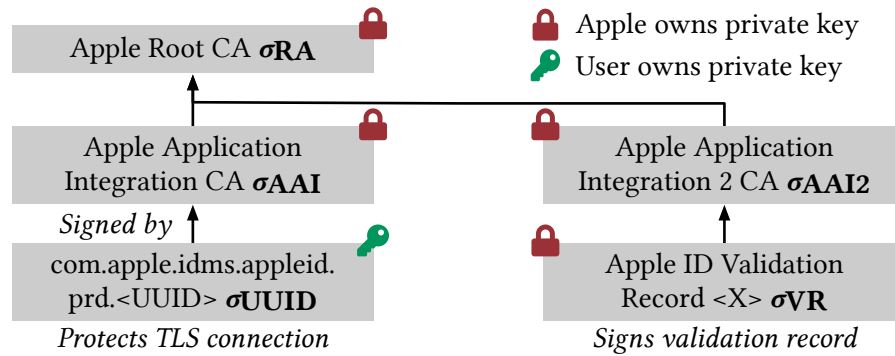 Apple Root CA σRA
Apple owns private key
User owns private key
Apple Application
Integration CA σAAI
Apple Application
Integration 2 CA σAAI2
Signed by
com.apple.idms.appleid.
prd.<UUID> σUUID
Protects TLS connection
Apple ID Validation
Record <X> σVR
Signs validation record